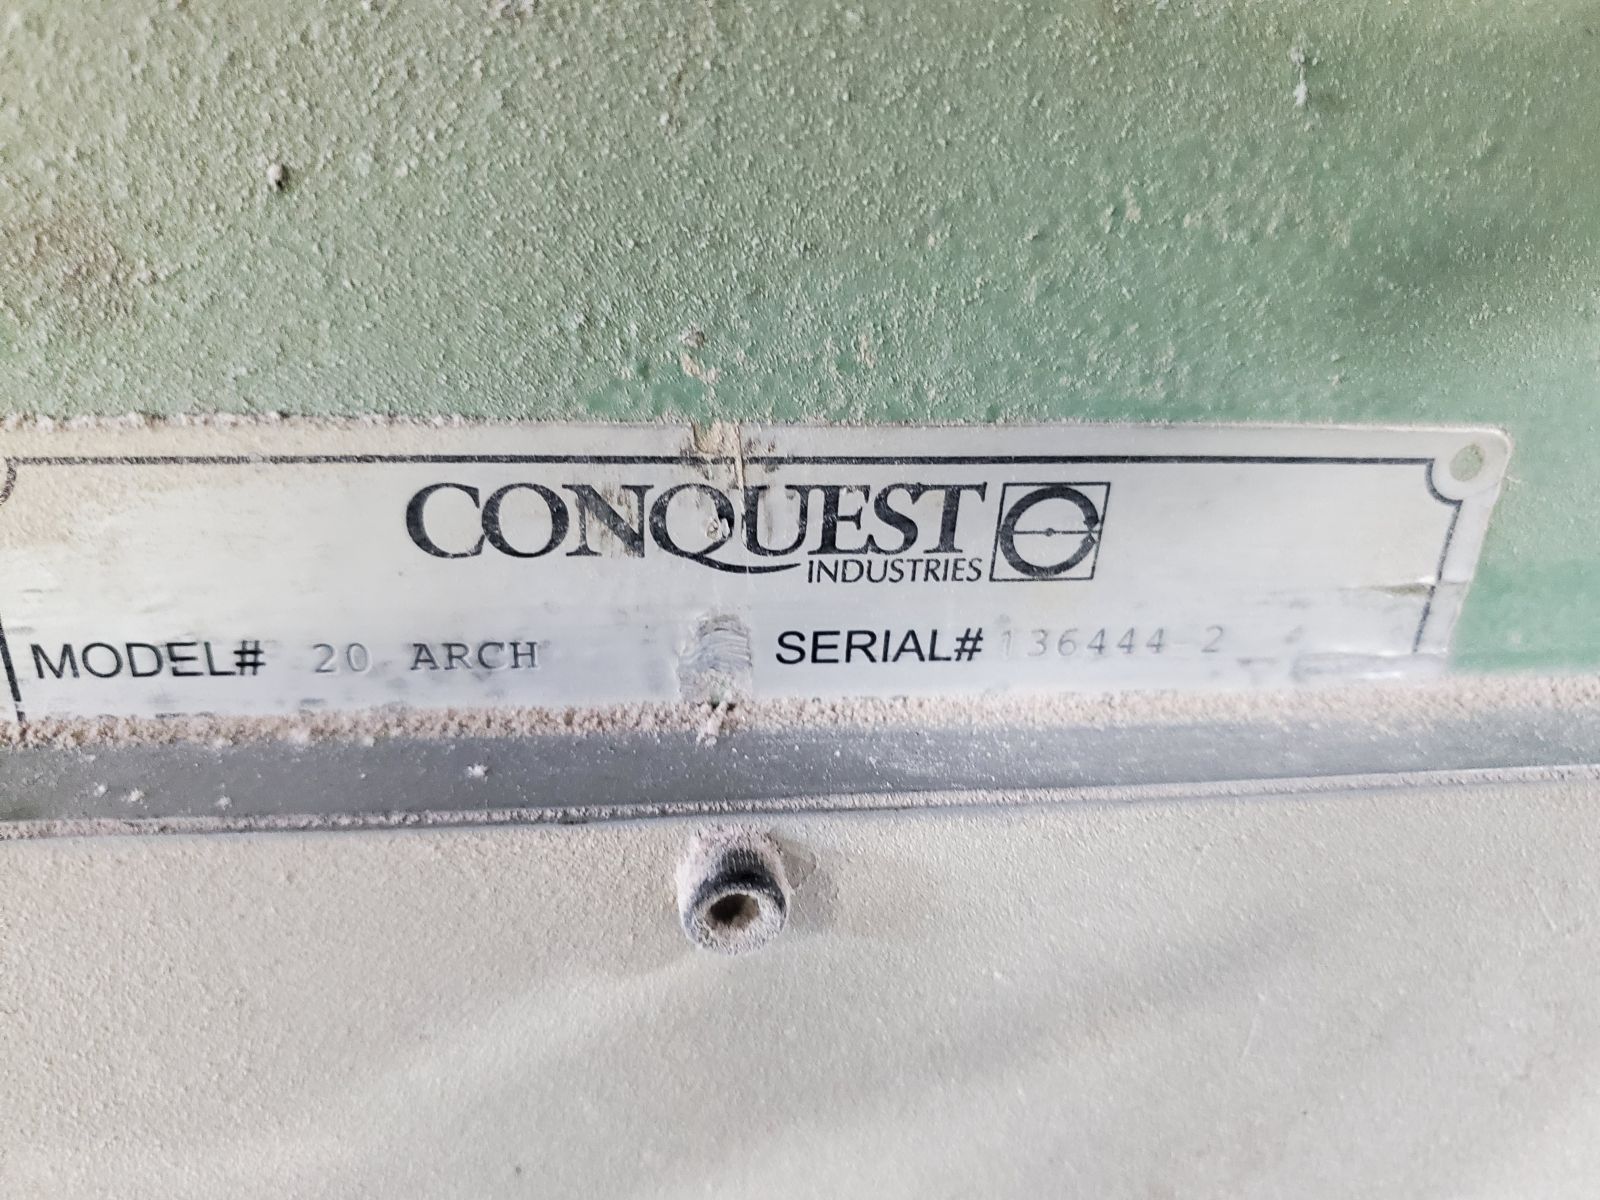 CONQUEST
INDUSTRIES
MODEL# 20 ARCH SERIAL# 136444-2